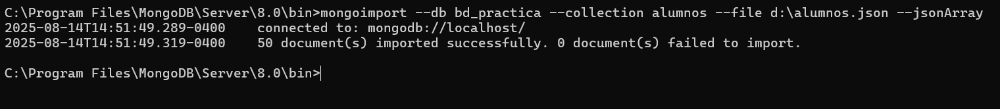 C:\Program Files\MongoDB\Server\8.0\bin>mongoimport --db bd_practica --collection alumnos --file d:\alumnos.json --jsonArray
2025-08-14T14:51:49.289-0400    connected to: mongodb://localhost/
2025-08-14T14:51:49.319-0400    50 document(s) imported successfully. 0 document(s) failed to import.
C:\Program Files\MongoDB\Server\8.0\bin>